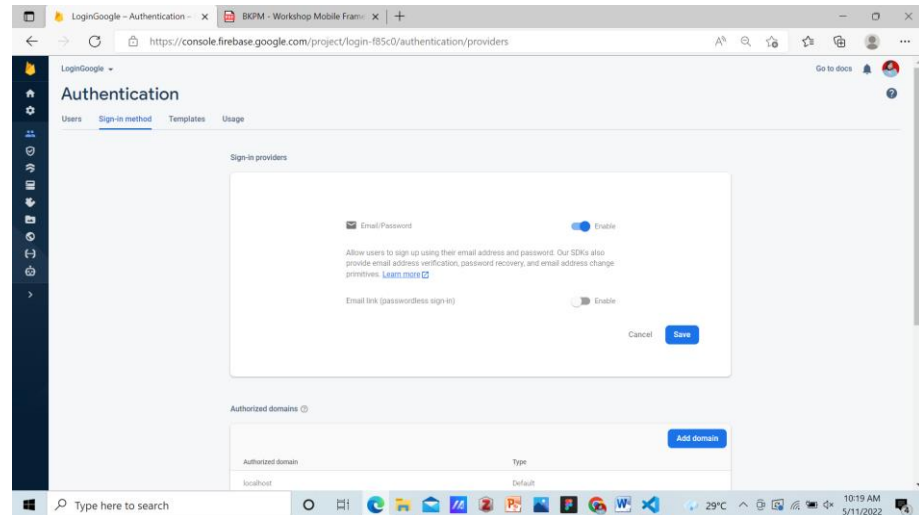 LoginGoogle – Authentication –
BKPM - Workshop Mobile Frame
https://console.firebase.google.com/project/login-f85c0/authentication/providers
LoginGoogle
Go to docs
Authentication
Users Sign-in method Templates Usage
Sign-in providers
Email/Password
Enable
Allow users to sign up using their email address and password. Our SDKs also
provide email address verification, password recovery, and email address change
primitives. Learn more
Email link (passwordless sign-in)
Enable
Cancel Save
Authorized domains
Add domain
Authorized domain Type
localhost Default
Type here to search
29°C
10:19 AM
5/11/2022